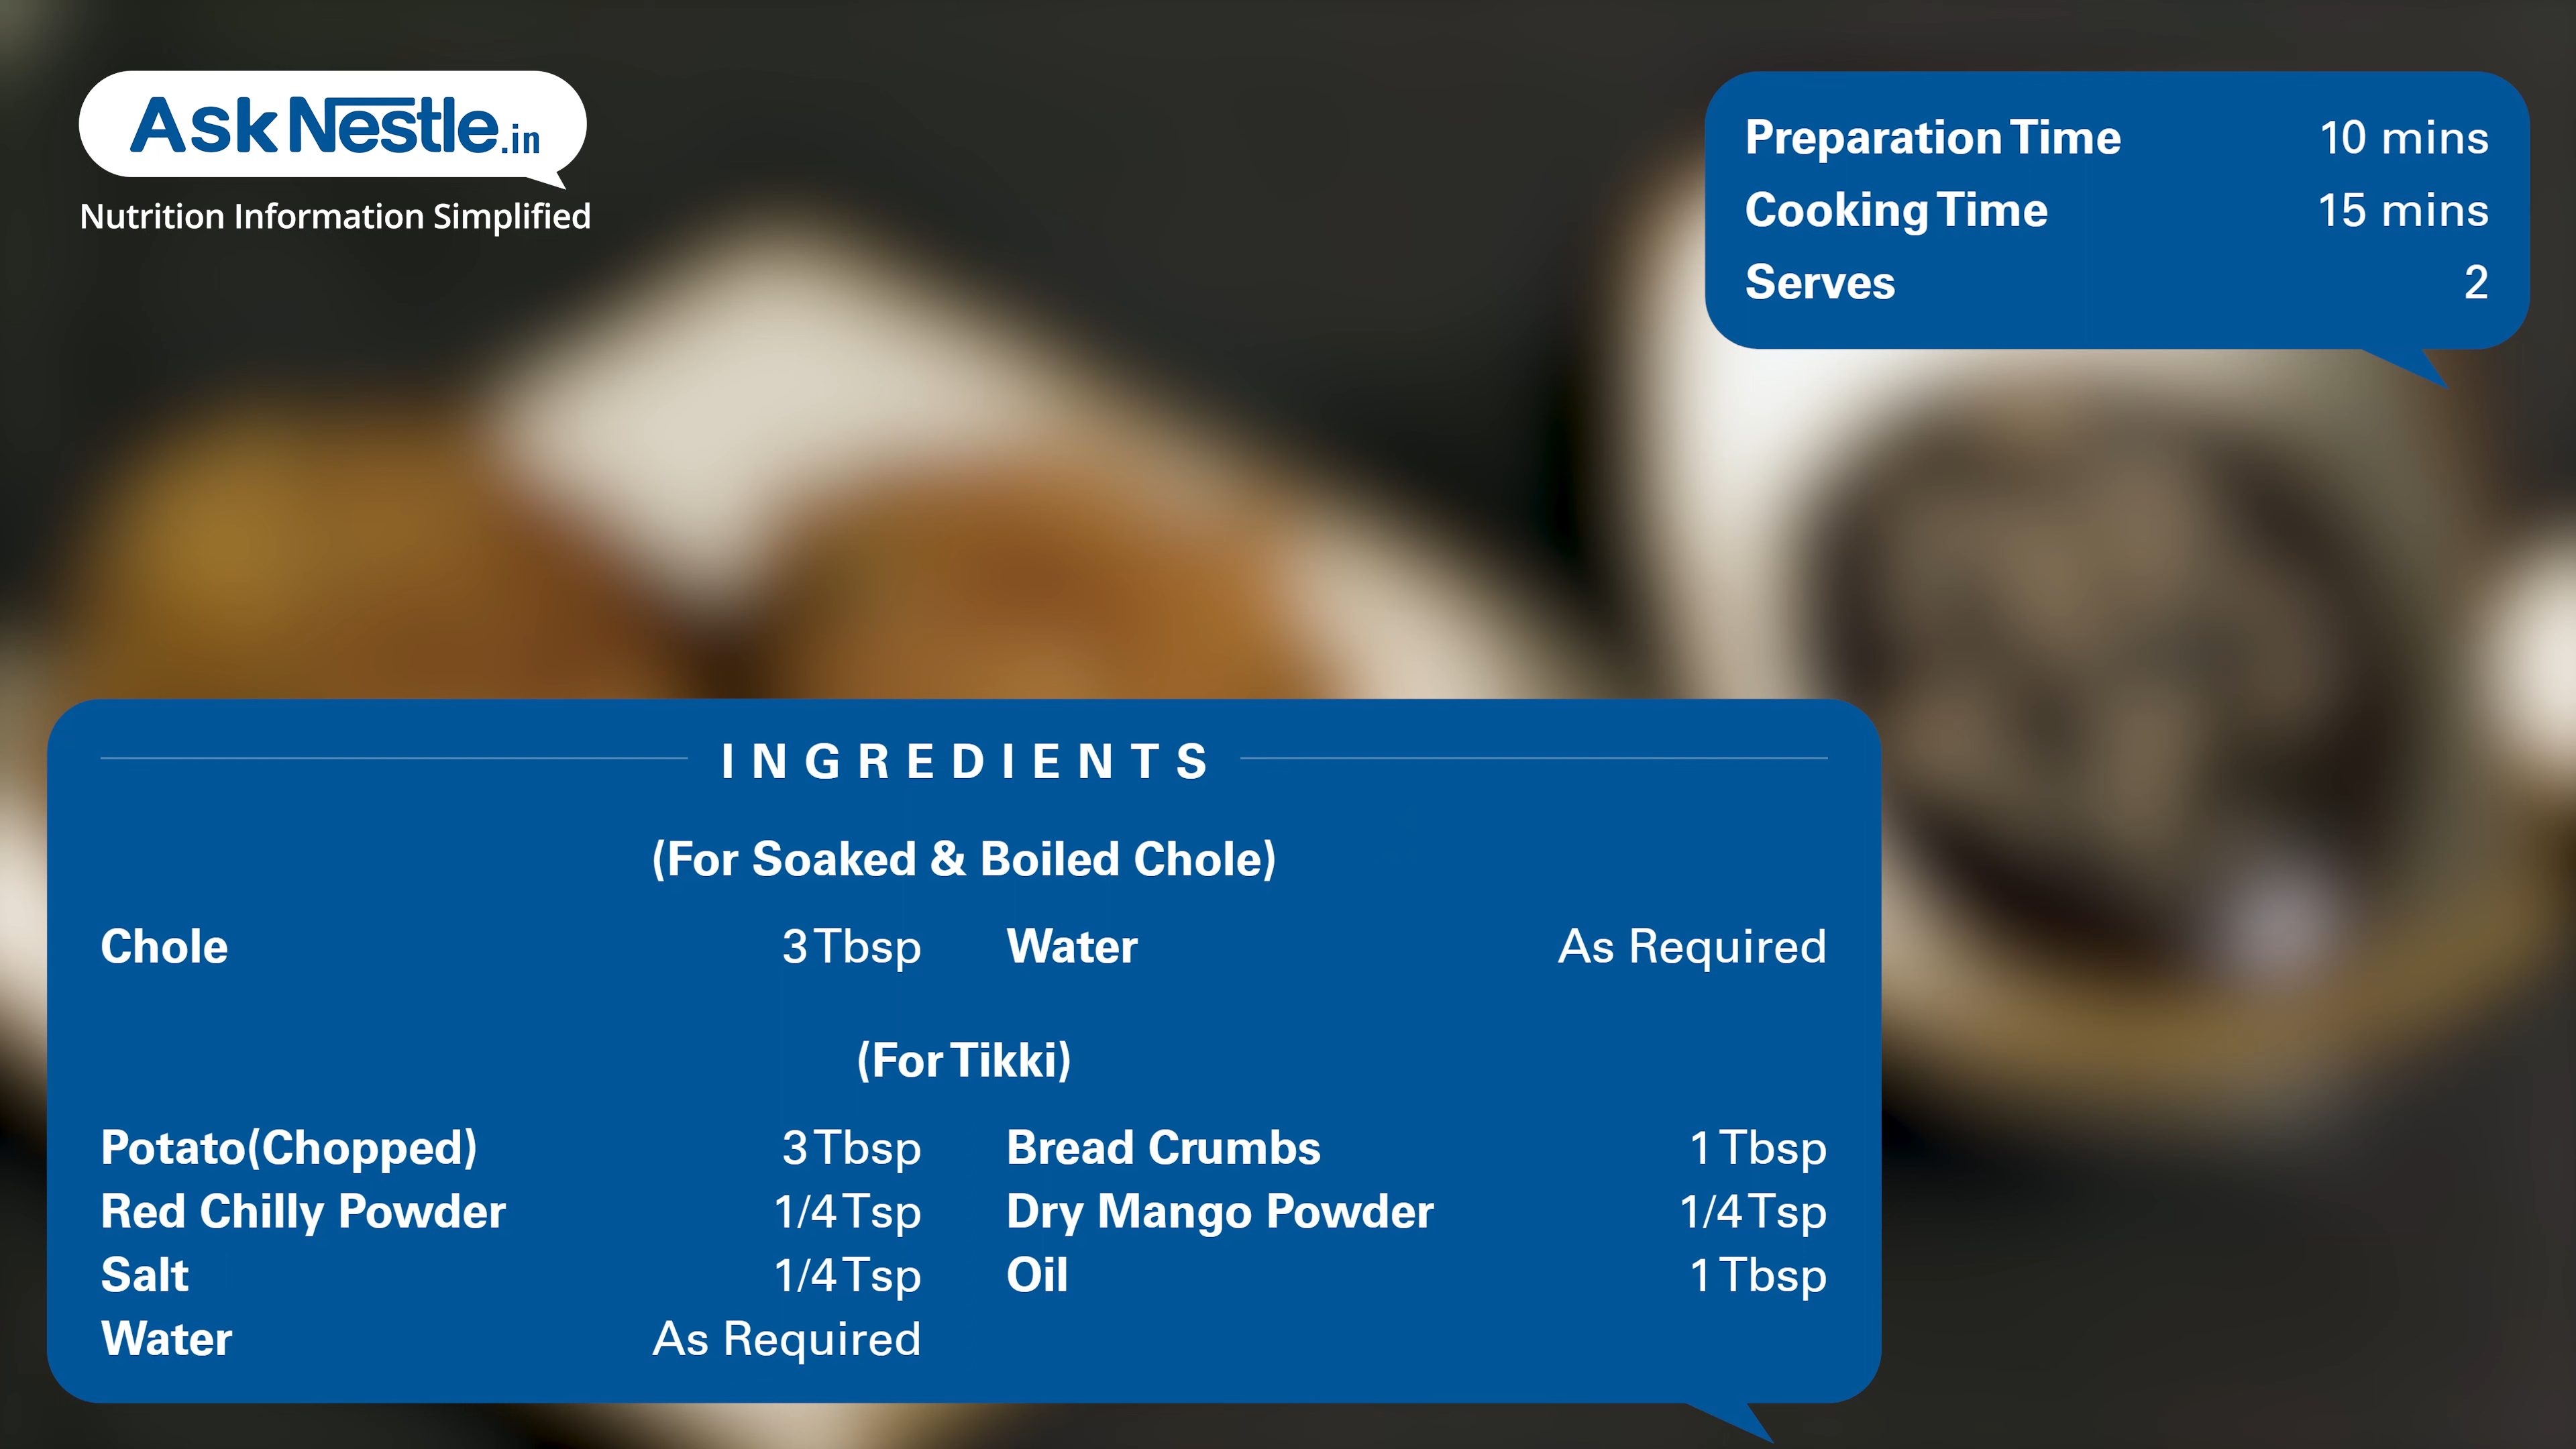 Ask Nestle.in
Nutrition Information Simplified
Preparation Time 10 mins
Cooking Time 15 mins
Serves 2
INGREDIENTS
(For Soaked & Boiled Chole)
Chole 3 Tbsp Water As Required
(For Tikki)
Potato(Chopped) 3 Tbsp Bread Crumbs 1 Tbsp
Red Chilly Powder 1/4 Tsp Dry Mango Powder 1/4 Tsp
Salt 1/4 Tsp Oil 1 Tbsp
Water As Required